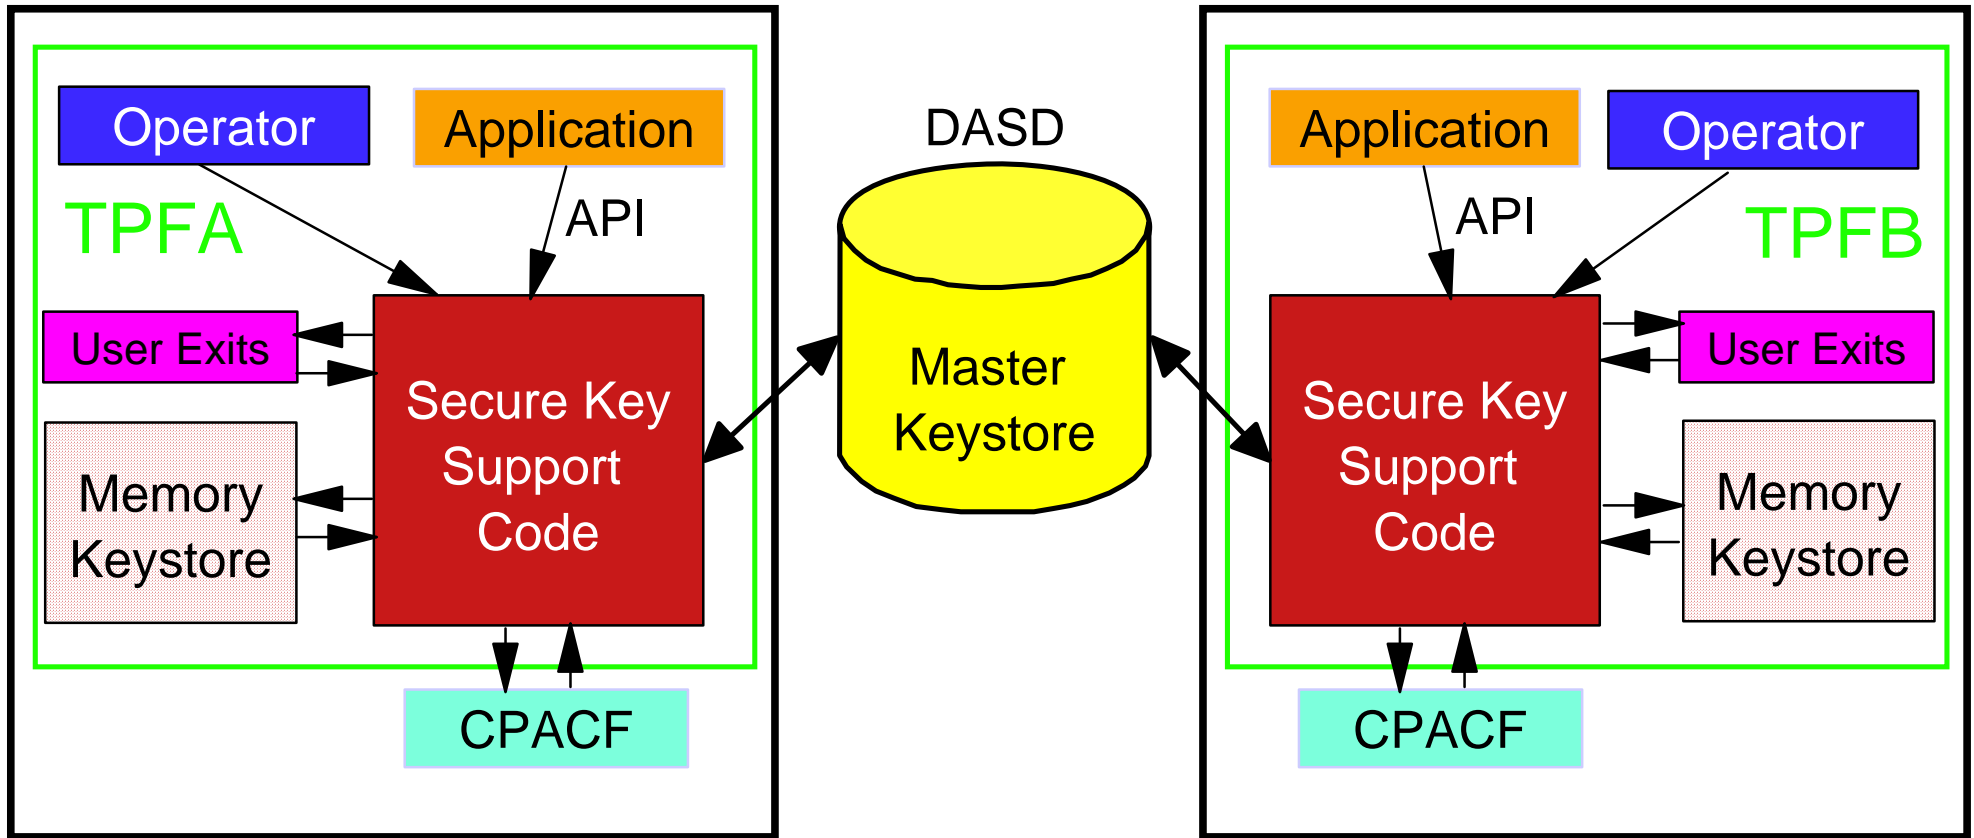 Operator
Application
TPFA
API
User Exits
Secure Key
Support
Code
Memory
Keystore
CPACF
DASD
Master
Keystore
Application
Operator
API
TPFB
Secure Key
Support
Code
User Exits
Memory
Keystore
CPACF